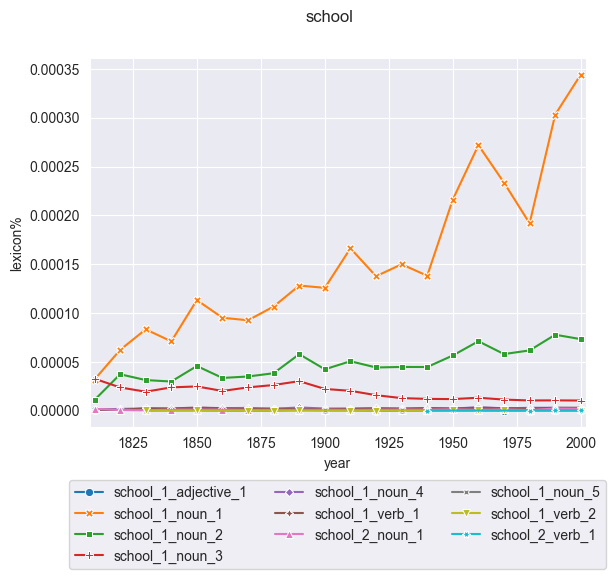 school
0.00035
0.00030
0.00025
0.00020
0.00015
0.00010
0.00005
0.00000
lexicon%
1825 1850 1875 1900 1925 1950 1975 2000
year
school_1_adjective_1 school_1_noun_4 school_1_noun_5
school_1_noun_1 school_1_verb_1 school_1_verb_2
school_1_noun_2 school_2_noun_1 school_2_verb_1
school_1_noun_3